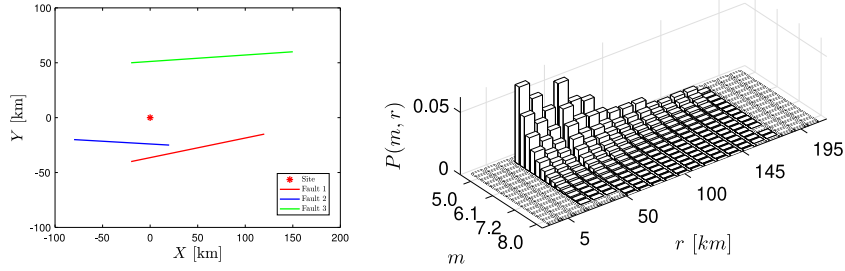 100
50
0
-50
-100
Y [km]
-100 -50 0 50 100 150 200
X [km]
Site
Fault 1
Fault 2
Fault 3
0.05
0
P(m, r)
5.0
6.1
7.2
8.0
m
5
50
100
145
195
r [km]